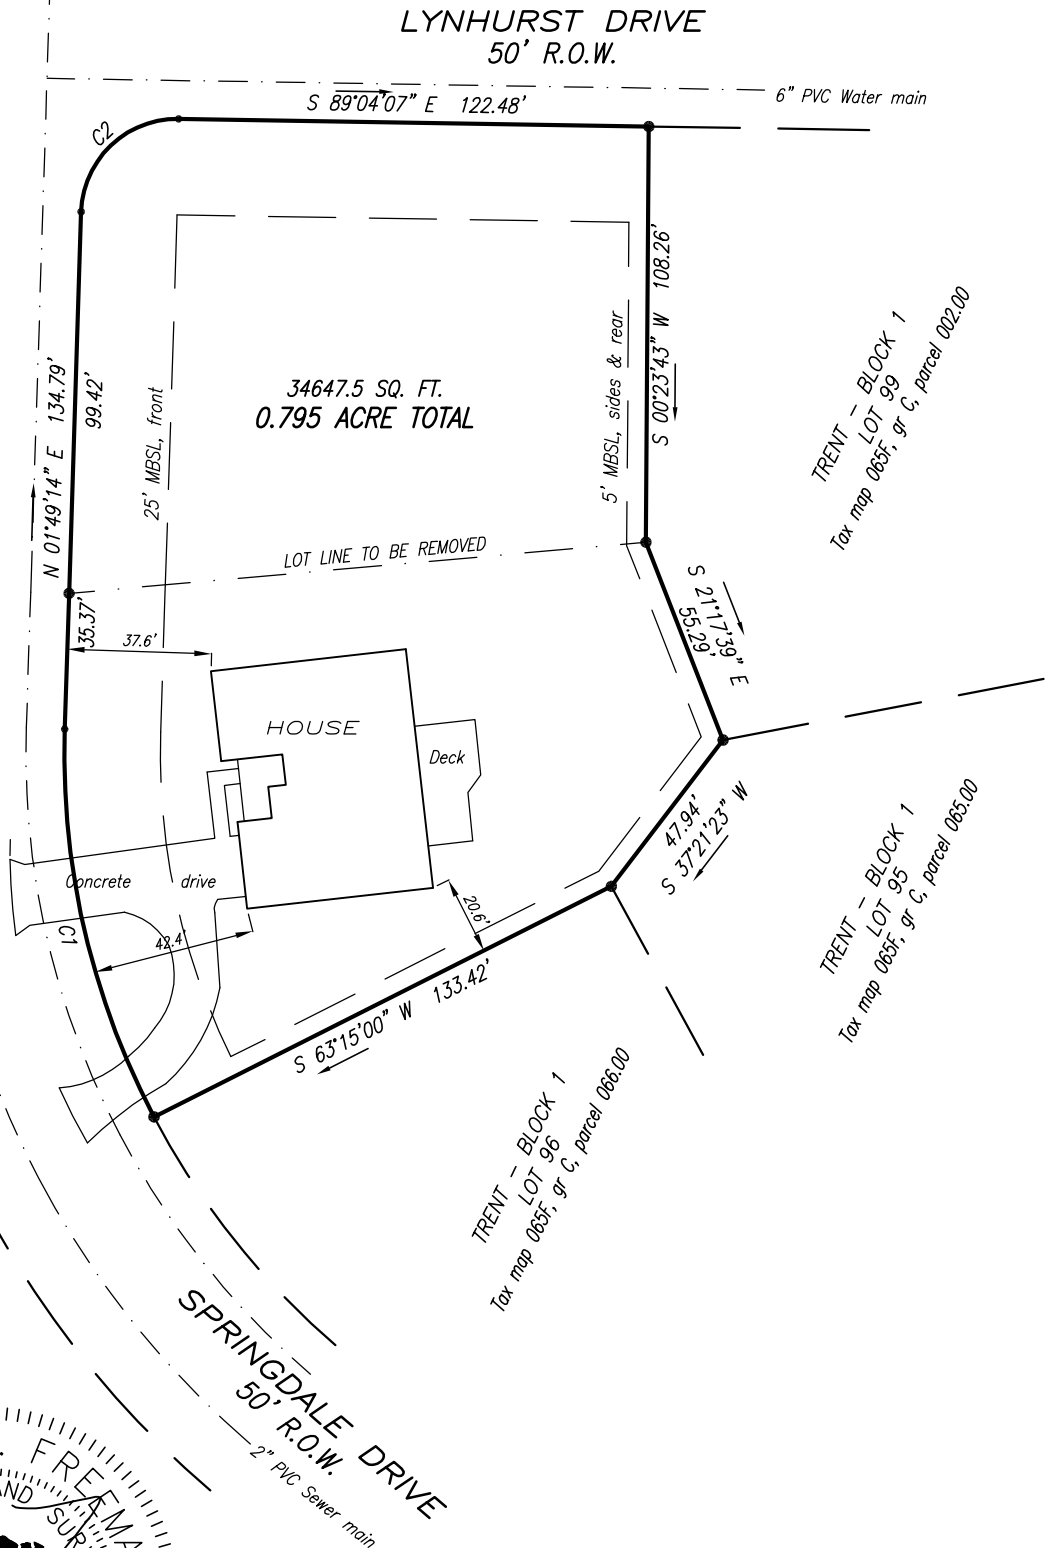 LYNHURST DRIVE
50' R.O.W.
6" PVC Water main
S 89°04'07" E 122.48'
C2
S 00°23'43" W 108.26'
N 01°49'14" E 134.79'
99.42'
25' MBSL, front
34647.5 SQ. FT.
0.795 ACRE TOTAL
5' MBSL, sides & rear
TRENT - BLOCK 1
LOT 99
Tax map 065F, gr C, parcel 002.00
LOT LINE TO BE REMOVED
S 21°17'39" E
55.29'
35.37'
37.6'
HOUSE
Deck
47.94'
S 37°21'23" W
TRENT - BLOCK 1
LOT 95
Tax map 065F, gr C, parcel 065.00
Concrete drive
C1
42.4'
20.6'
S 63°15'00" W 133.42'
TRENT - BLOCK 1
LOT 96
Tax map 065F, gr C, parcel 066.00
SPRINGDALE DRIVE
50' R.O.W.
2" PVC Sewer main
FREEMA
AND SUR